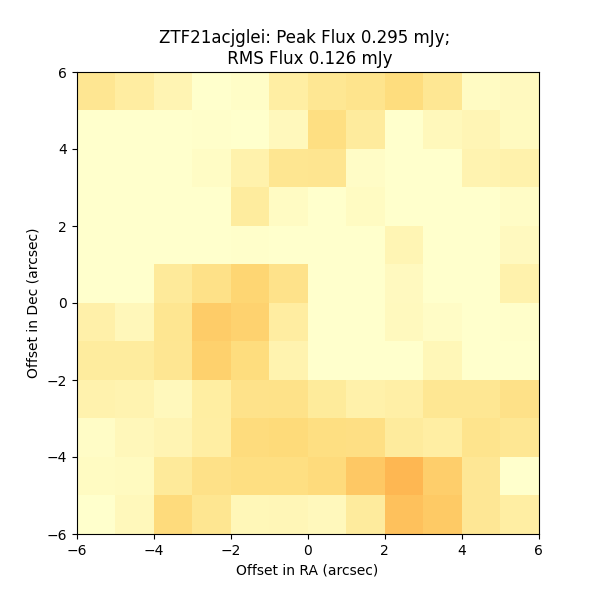 ZTF21acjglei: Peak Flux 0.295 mJy;
RMS Flux 0.126 mJy
6
4
2
0
−2
−4
−6
Offset in Dec (arcsec)
−6 −4 −2 0 2 4 6
Offset in RA (arcsec)